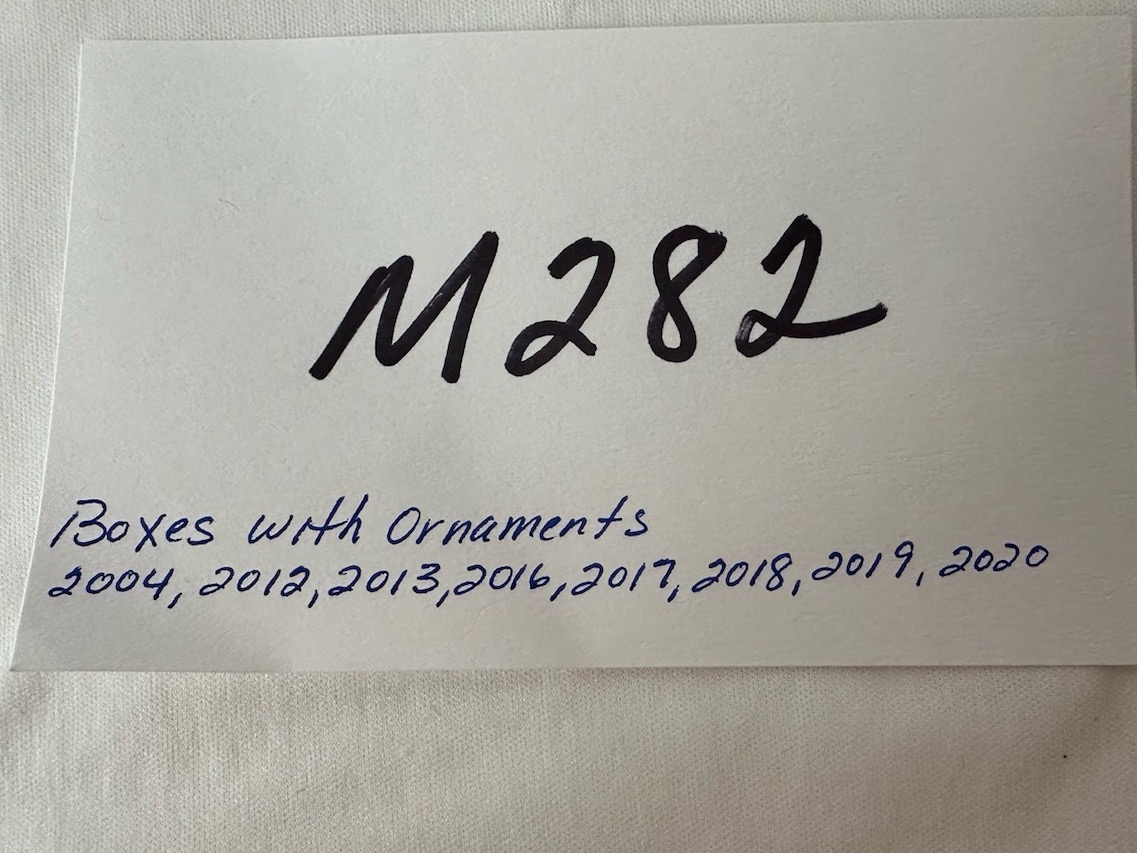 M282
Boxes with Ornaments
2004, 2012, 2013, 2016, 2017, 2018, 2019, 2020